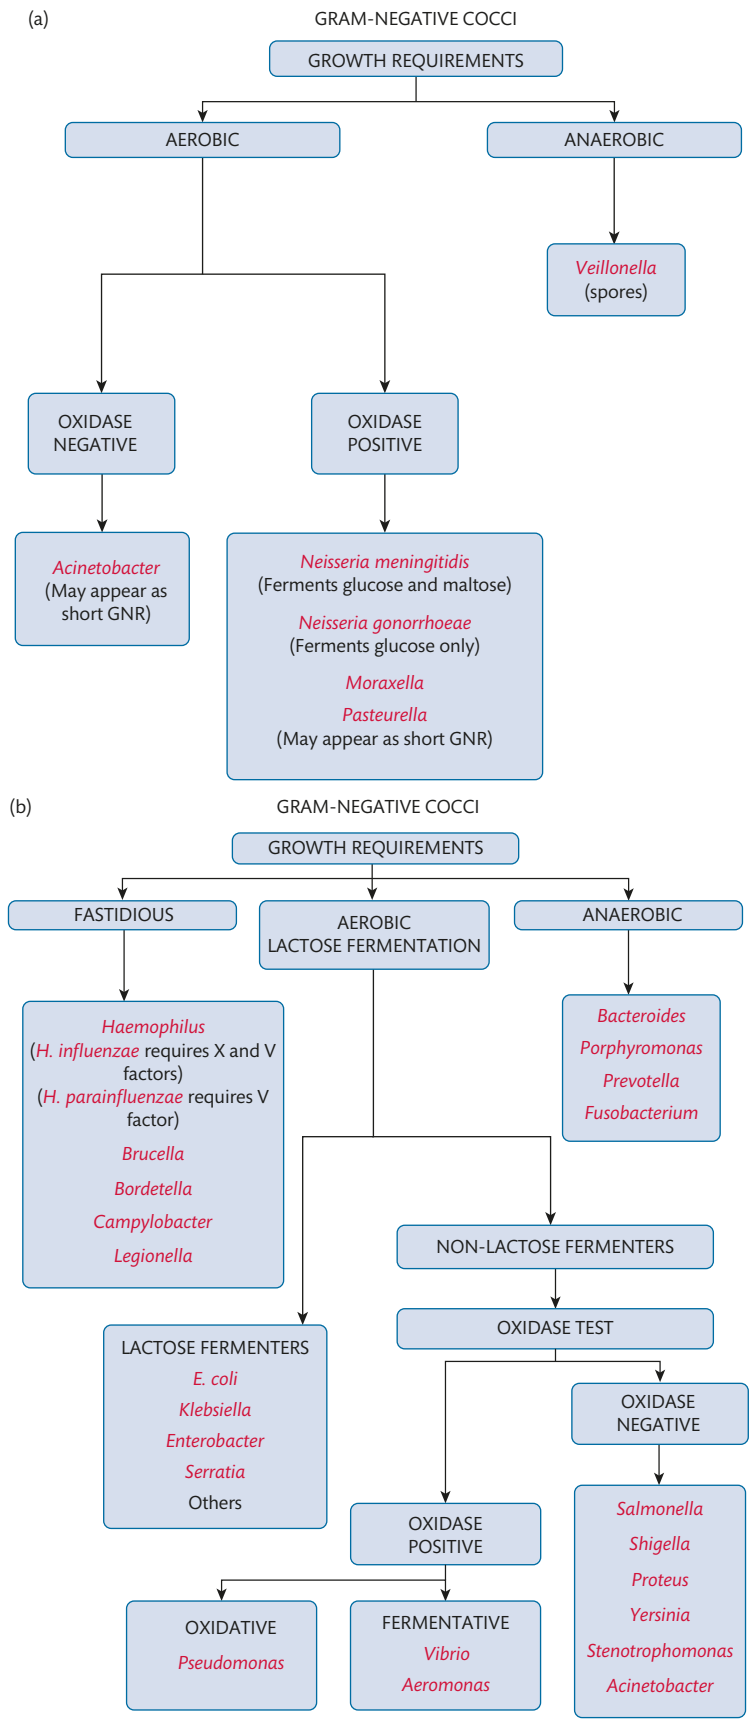 (a)
GRAM-NEGATIVE COCCI
GROWTH REQUIREMENTS
AEROBIC
ANAEROBIC
Veillonella
(spores)
OXIDASE
NEGATIVE
OXIDASE
POSITIVE
Acinetobacter
(May appear as
short GNR)
Neisseria meningitidis
(Ferments glucose and maltose)
Neisseria gonorrhoeae
(Ferments glucose only)
Moraxella
Pasteurella
(May appear as short GNR)
(b)
GRAM-NEGATIVE COCCI
GROWTH REQUIREMENTS
FASTIDIOUS
AEROBIC
LACTOSE FERMENTATION
ANAEROBIC
Haemophilus
(H. influenzae requires X and V
factors)
(H. parainfluenzae requires V
factor)
Brucella
Bordetella
Campylobacter
Legionella
Bacteroides
Porphyromonas
Prevotella
Fusobacterium
NON-LACTOSE FERMENTERS
OXIDASE TEST
LACTOSE FERMENTERS
E. coli
Klebsiella
Enterobacter
Serratia
Others
OXIDASE
NEGATIVE
Salmonella
Shigella
Proteus
Yersinia
Stenotrophomonas
Acinetobacter
OXIDASE
POSITIVE
OXIDATIVE
Pseudomonas
FERMENTATIVE
Vibrio
Aeromonas